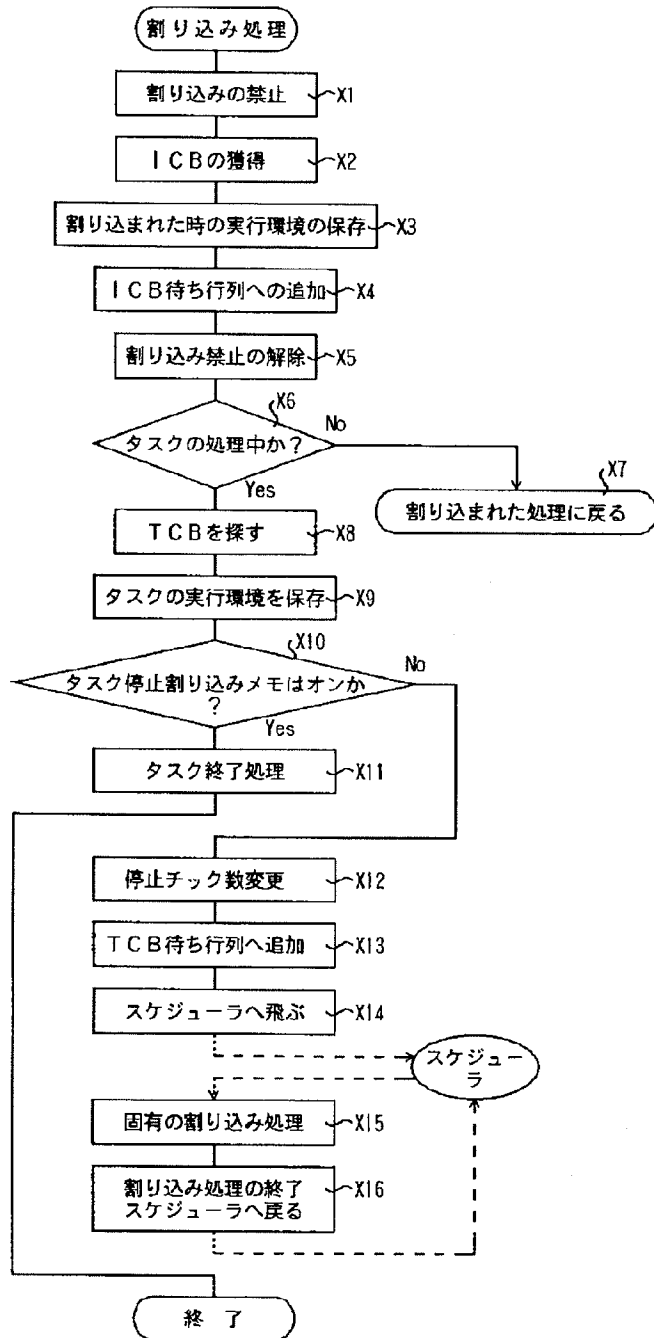 割り込み処理
割り込みの禁止 X1
ICBの獲得 X2
割り込まれた時の実行環境の保存 X3
ICB待ち行列への追加 X4
割り込み禁止の解除 X5
X6
タスクの処理中か?
No
Yes
X7
割り込まれた処理に戻る
TCBを探す X8
タスクの実行環境を保存 X9
X10
タスク停止割り込みメモはオンか
?
No
Yes
タスク終了処理 X11
停止チック数変更 X12
TCB待ち行列へ追加 X13
スケジューラへ飛ぶ X14
スケジュー
ラ
固有の割り込み処理 X15
割り込み処理の終了
スケジューラへ戻る
X16
終了